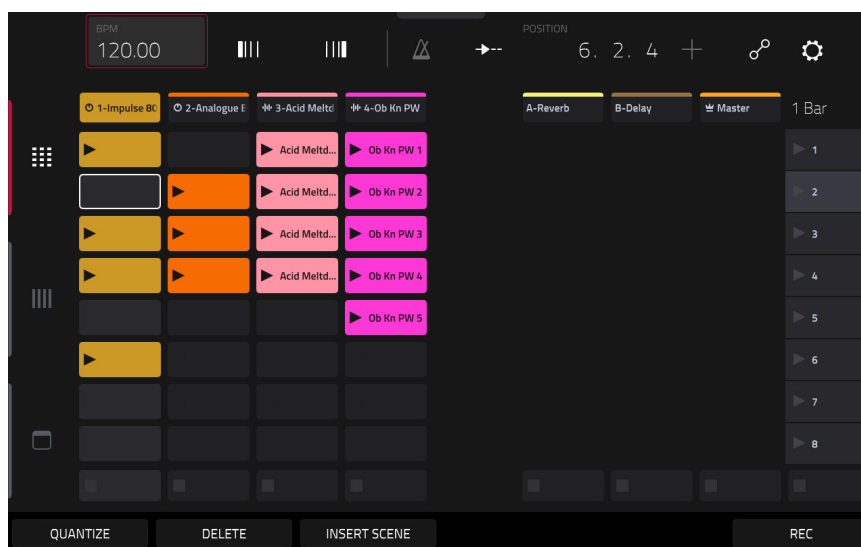 BPM
120.00
POSITION
6. 2. 4
1-Impulse 80
2-Analogue E
3-Acid Meltd
4-Ob Kn PW
A-Reverb
B-Delay
Master
1 Bar
Acid Meltd...
Ob Kn PW 1
1
Acid Meltd...
Ob Kn PW 2
2
Acid Meltd...
Ob Kn PW 3
3
Acid Meltd...
Ob Kn PW 4
4
Ob Kn PW 5
5
6
7
8
QUANTIZE
DELETE
INSERT SCENE
REC